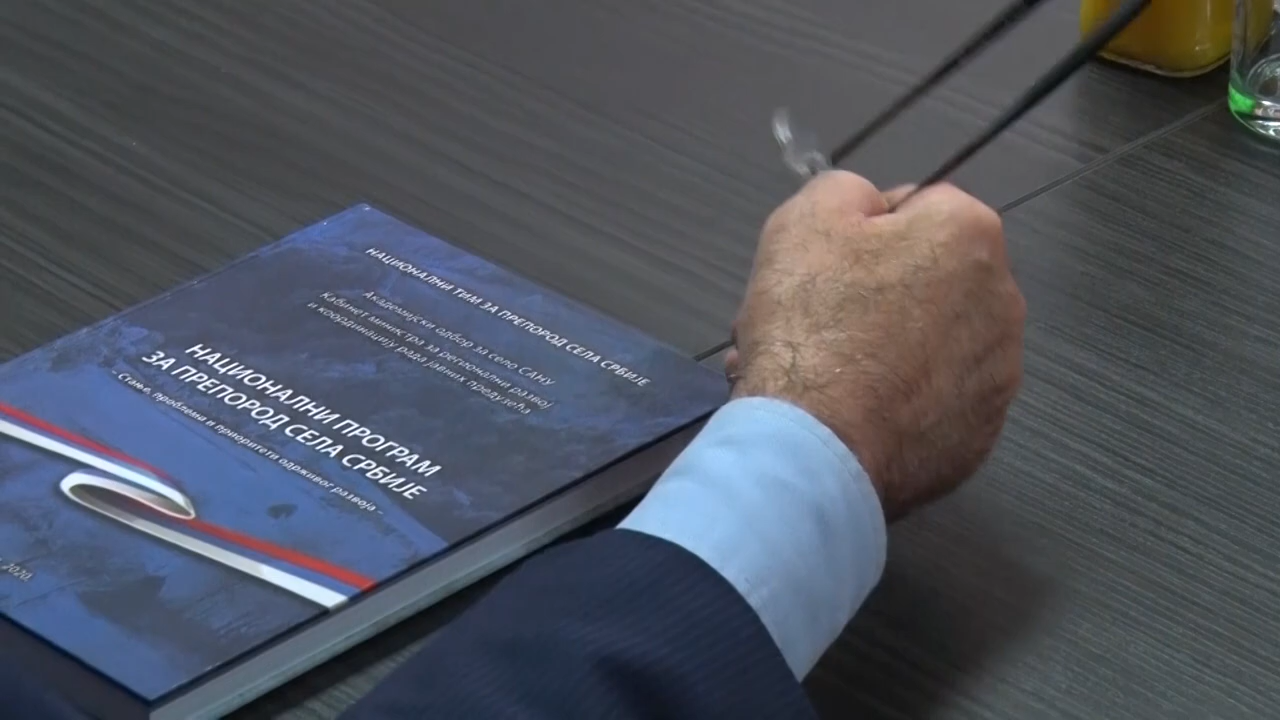 НАЦИОНАЛНИ ТИМ ЗА ПРЕПОРОД СЕЛА СРБИЈЕ
Академијски одбор за село САНУ
Кабинет министра за регионални развој
и координацију рада јавних предузећа
НАЦИОНАЛНИ ПРОГРАМ
ЗА ПРЕПОРОД СЕЛА СРБИЈЕ
- Стање, проблеми и приоритети одрживог развоја -
2020.